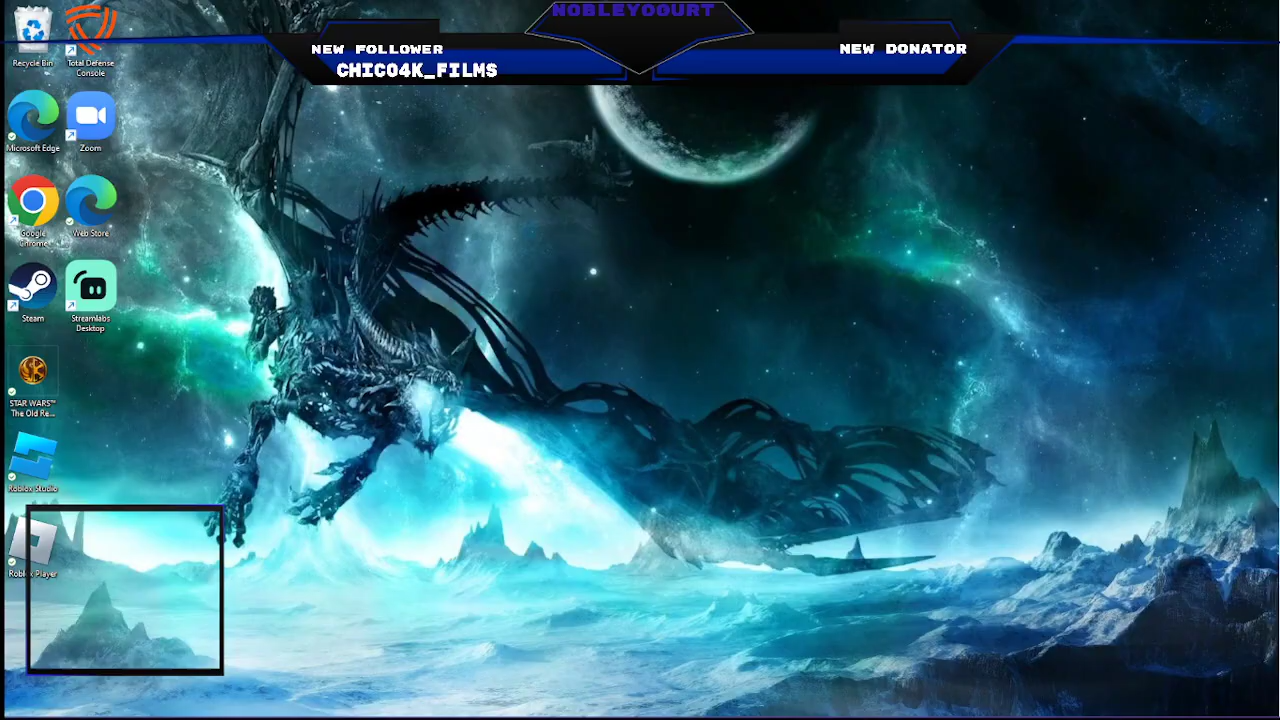 NOBLEYOGURT
NEW FOLLOWER
CHICO4K_FILMS
NEW DONATOR
Recycle Bin
Total Defense
Console
Microsoft Edge
Zoom
Google
Chrome
Web Store
Steam
Streamlabs
Desktop
STAR WARS™
The Old Re...
Roblox Studio
Roblox Player